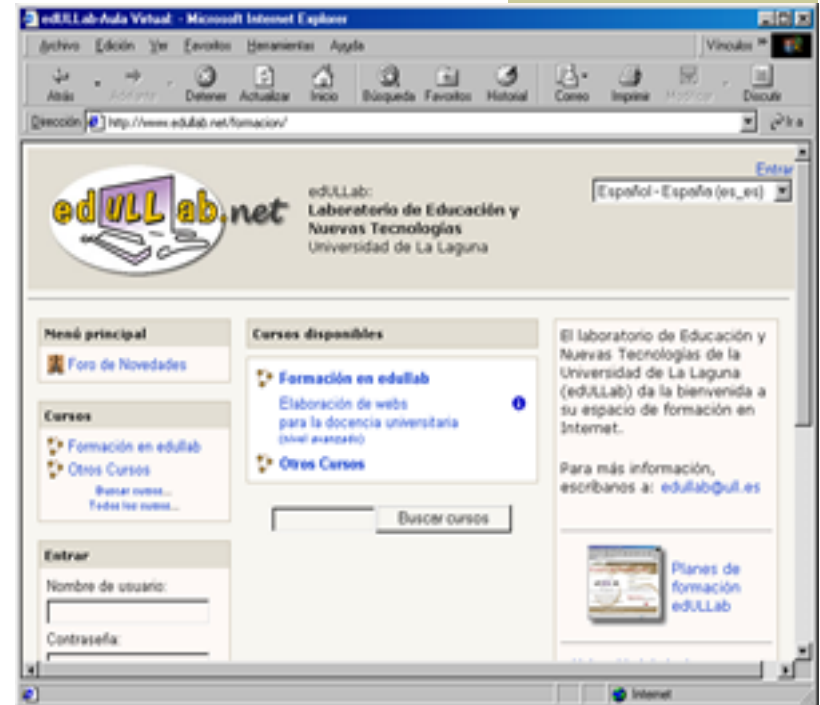 edULLab-Aula Virtual: - Microsoft Internet Explorer
Archivo Edición Ver Favoritos Herramientas Ayuda
Vínculos »
Atrás Adelante Detener Actualizar Inicio Búsqueda Favoritos Historial Correo Imprimir Modificar Discutir
Dirección http://www.edullab.net/formacion/ Ir a
Entrar
Español - España (es_es)
edULLab.net
edULLab:
Laboratorio de Educación y
Nuevas Tecnologías
Universidad de La Laguna
Menú principal
Foro de Novedades
Cursos
Formación en edullab
Otros Cursos
Buscar cursos...
Todos los cursos...
Entrar
Nombre de usuario:
Contraseña:
Cursos disponibles
Formación en edullab
Elaboración de webs
para la docencia universitaria
(nivel avanzado)
Otros Cursos
Buscar cursos
El laboratorio de Educación y
Nuevas Tecnologías de la
Universidad de La Laguna
(edULLab) da la bienvenida a
su espacio de formación en
Internet.
Para más información,
escríbanos a: edullab@ull.es
Planes de
formación
edULLab
Internet